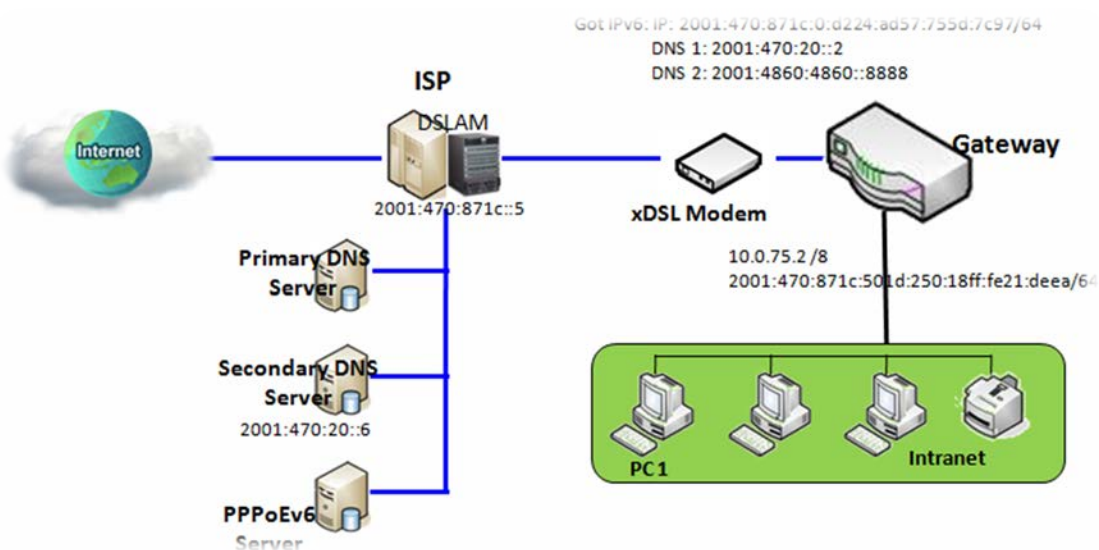 Got IPv6: IP: 2001:470:871c:0:d224:ad57:755d:7c97/64
DNS 1: 2001:470:20::2
DNS 2: 2001:4860:4860::8888
ISP
DSLAM
Internet
Gateway
2001:470:871c::5
xDSL Modem
Primary DNS
Server
10.0.75.2 /8
2001:470:871c:501d:250:18ff:fe21:deea/64
Secondary DNS
Server
2001:470:20::6
PC1
Intranet
PPPoEv6
Server